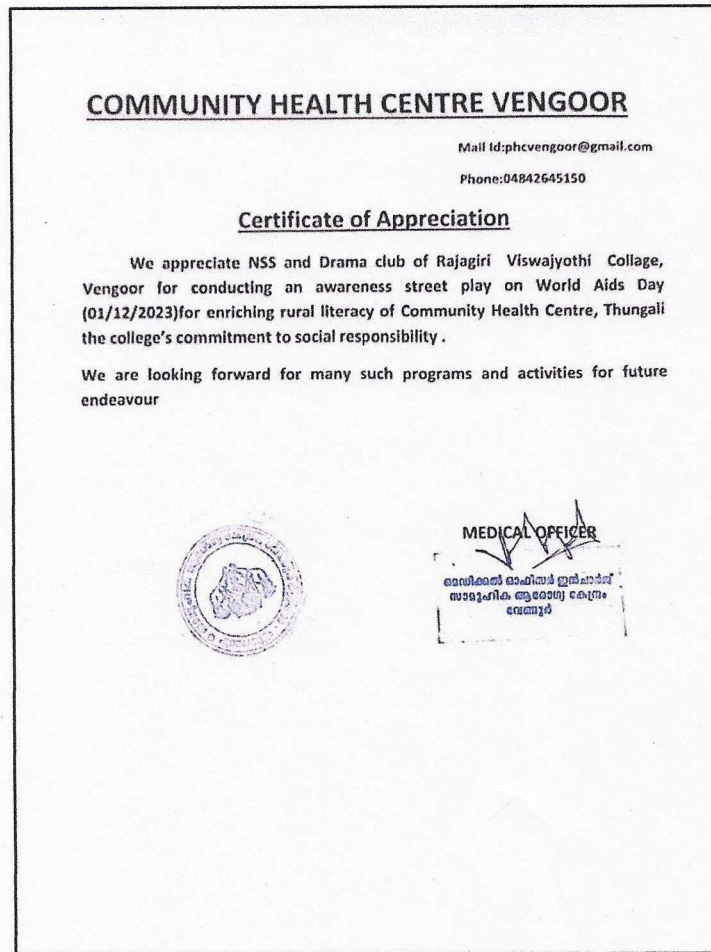 COMMUNITY HEALTH CENTRE VENGOOR
Mail Id:phcvengoor@gmail.com
Phone:04842645150
Certificate of Appreciation
We appreciate NSS and Drama club of Rajagiri Viswajyothi Collage,
Vengoor for conducting an awareness street play on World Aids Day
(01/12/2023)for enriching rural literacy of Community Health Centre, Thungali
the college's commitment to social responsibility .
We are looking forward for many such programs and activities for future
endeavour
MEDICAL OFFICER
മെഡിക്കൽ ഓഫീസർ ഇൻചാർജ്
സാമൂഹിക ആരോഗ്യ കേന്ദ്രം
വേങ്ങൂർ